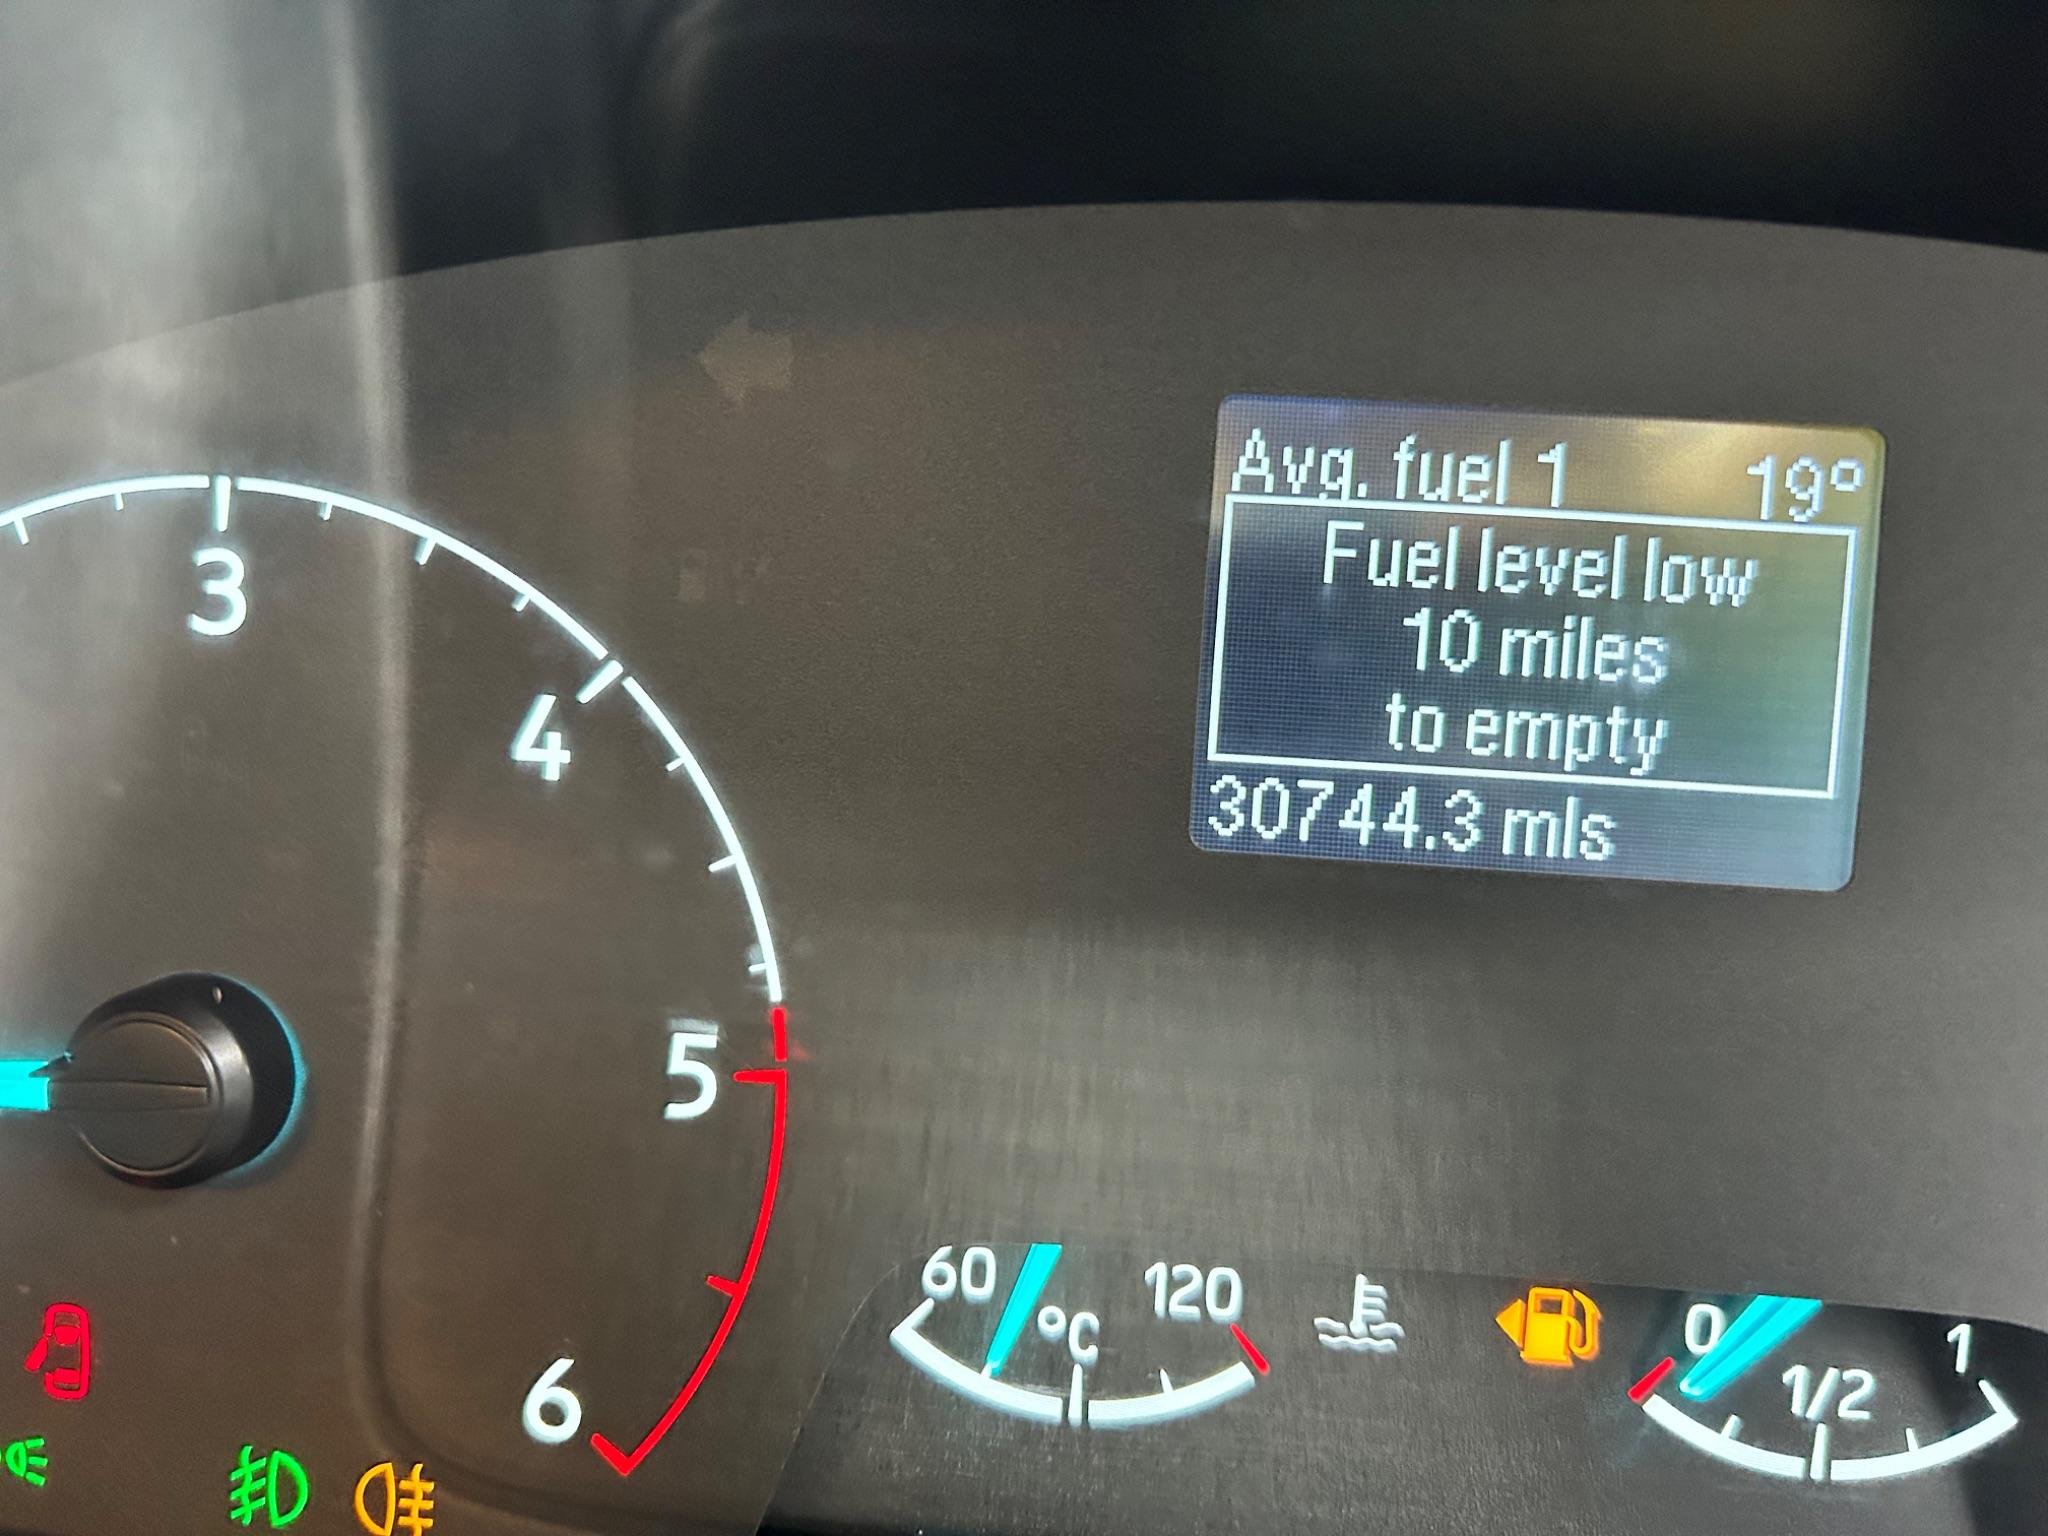 Avg. fuel 1 19°
Fuel level low
10 miles
to empty
30744.3 mls
3
4
5
6
60 °C 120
0 1/2 1